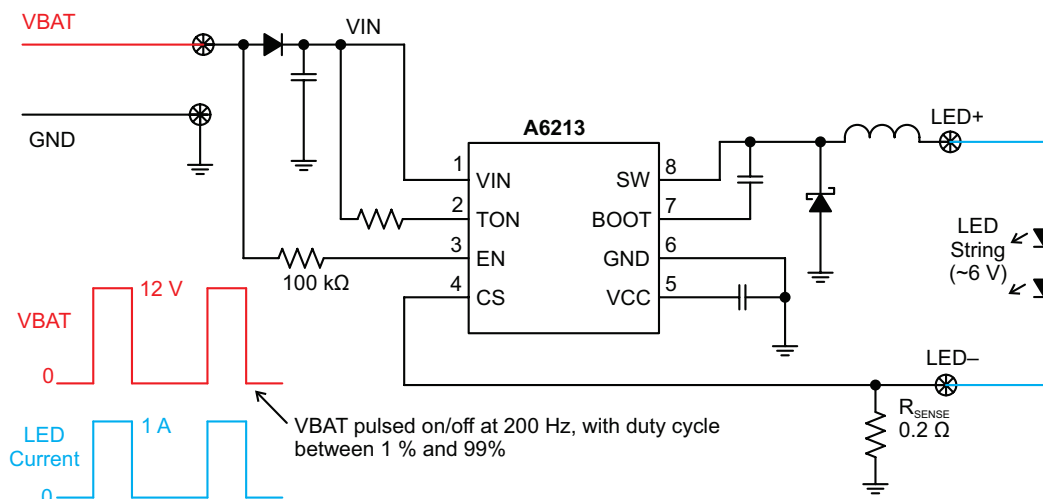 VBAT
VIN
GND
A6213
LED+
1
VIN
SW
8
2
TON
BOOT
7
3
EN
GND
6
4
CS
VCC
5
100 kΩ
LED
String
(~6 V)
12 V
VBAT
0
LED–
R_SENSE
0.2 Ω
VBAT pulsed on/off at 200 Hz, with duty cycle
between 1 % and 99%
1 A
LED
Current
0